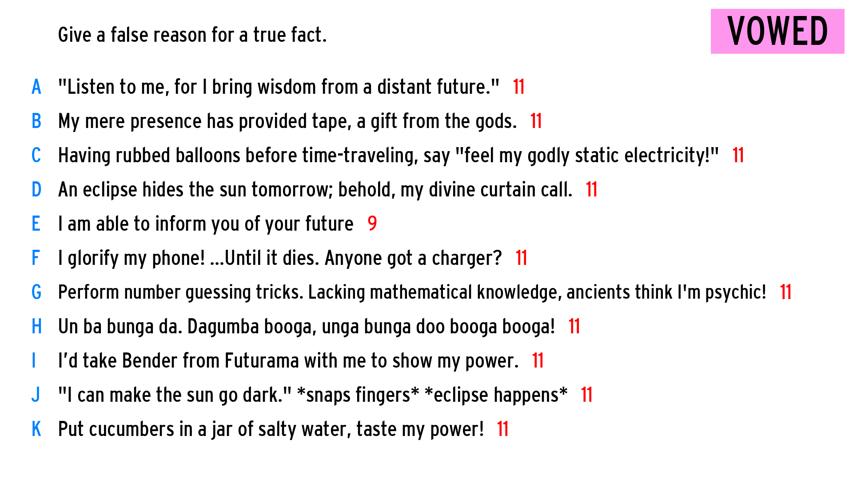 Give a false reason for a true fact.
VOWED
A "Listen to me, for I bring wisdom from a distant future." 11
B My mere presence has provided tape, a gift from the gods. 11
C Having rubbed balloons before time-traveling, say "feel my godly static electricity!" 11
D An eclipse hides the sun tomorrow; behold, my divine curtain call. 11
E I am able to inform you of your future 9
F I glorify my phone! ...Until it dies. Anyone got a charger? 11
G Perform number guessing tricks. Lacking mathematical knowledge, ancients think I'm psychic! 11
H Un ba bunga da. Dagumba booga, unga bunga doo booga booga! 11
I I'd take Bender from Futurama with me to show my power. 11
J "I can make the sun go dark." *snaps fingers* *eclipse happens* 11
K Put cucumbers in a jar of salty water, taste my power! 11